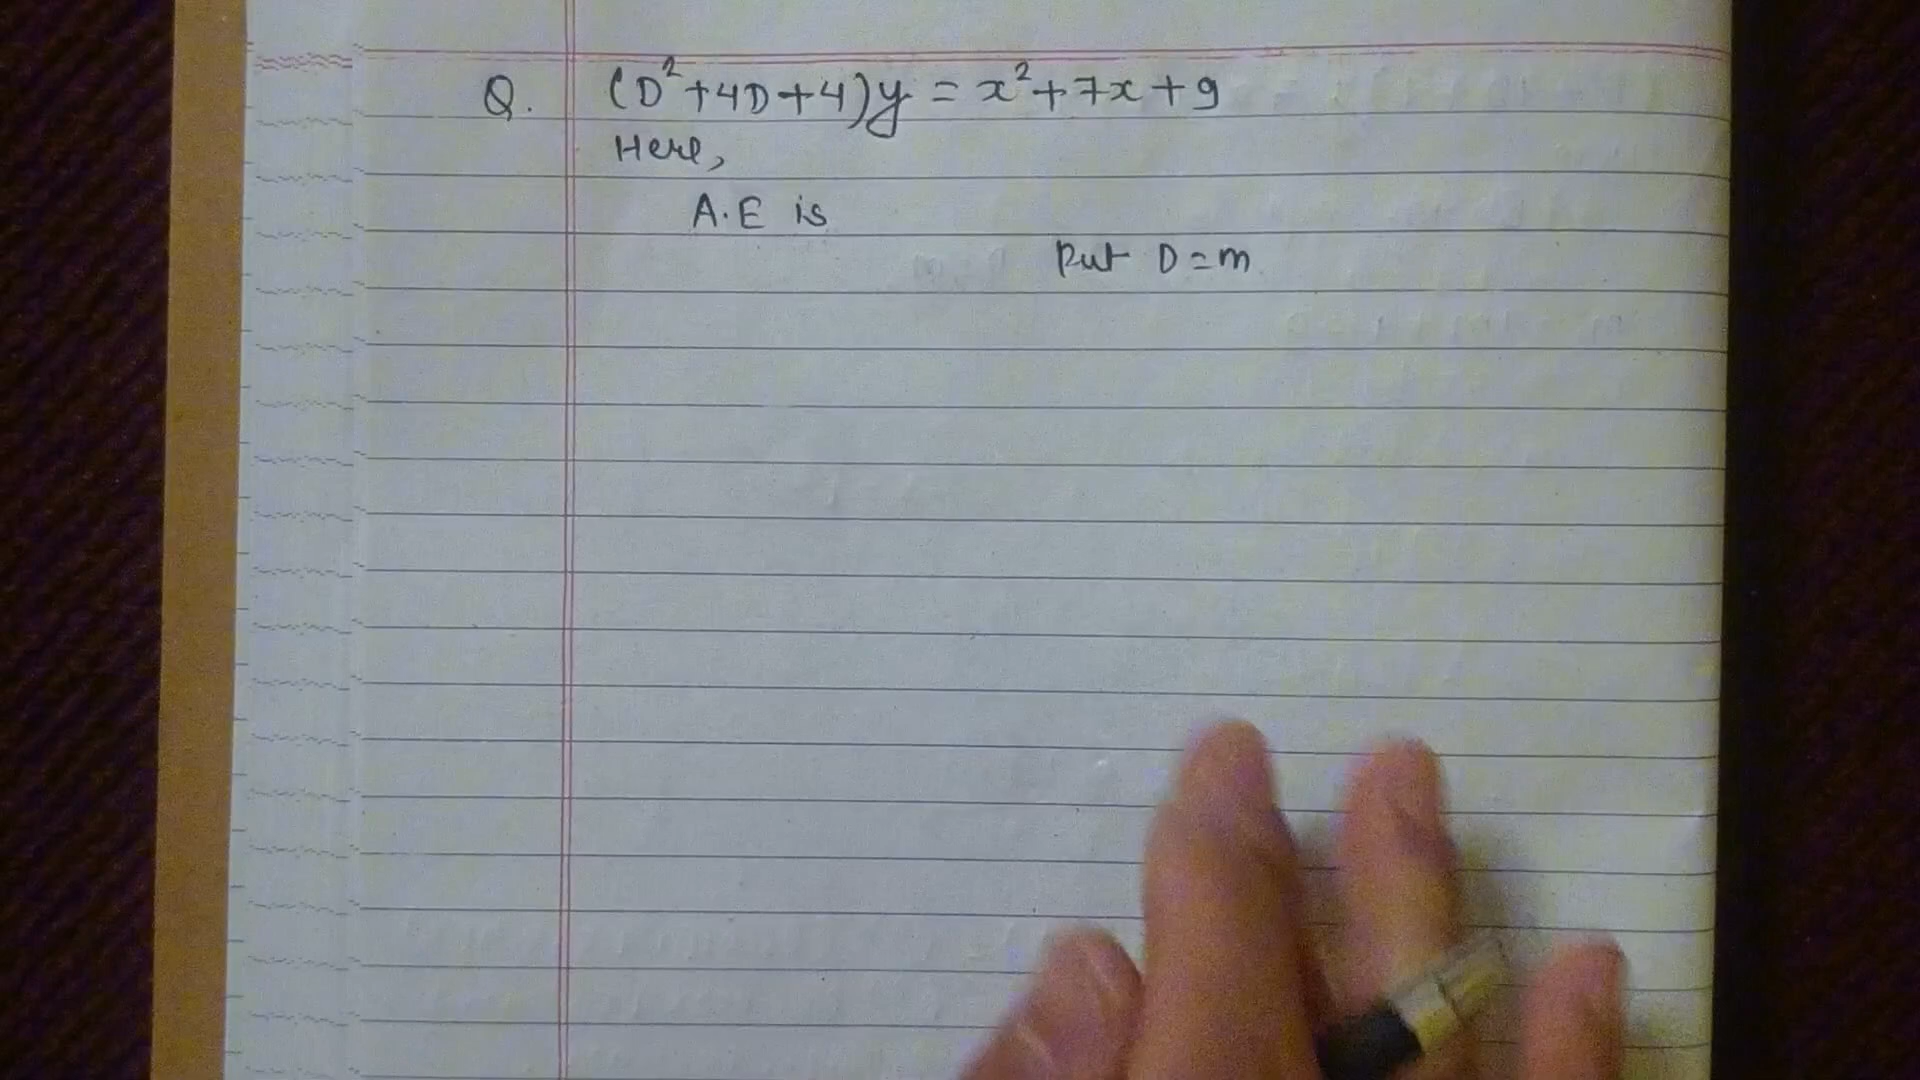 Q. (D²+4D+4)y = x²+7x+9
Here,
A.E is
Put D=m